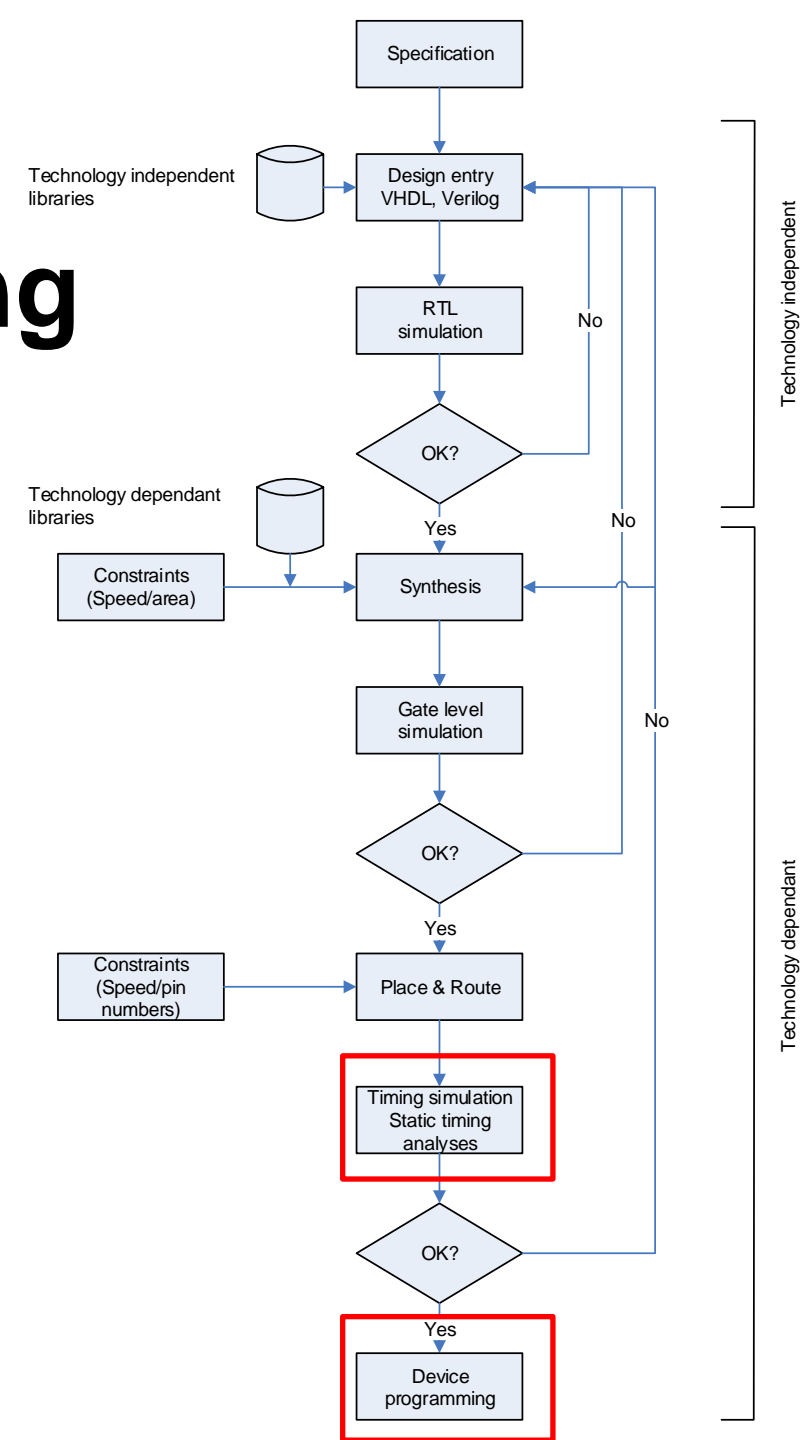 Specification
Technology independent
libraries
Design entry
VHDL, Verilog
Technology independent
ng
RTL
simulation
No
OK?
Technology dependant
libraries
Yes
No
Constraints
(Speed/area)
Synthesis
Gate level
simulation
No
OK?
Technology dependant
Yes
Constraints
(Speed/pin
numbers)
Place & Route
Timing simulation
Static timing
analyses
OK?
Yes
Device
programming